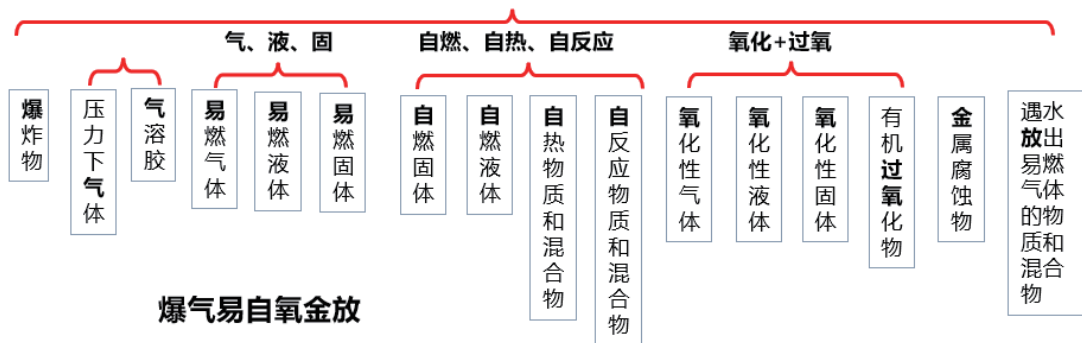 气、液、固
自燃、自热、自反应
氧化+过氧
爆炸物
压力下气体
气溶胶
易燃气体
易燃液体
易燃固体
自燃固体
自燃液体
自热物质和混合物
自反应物质和混合物
氧化性气体
氧化性液体
氧化性固体
有机过氧化物
金属腐蚀物
遇水放出易燃气体的物质和混合物
爆气易自氧金放